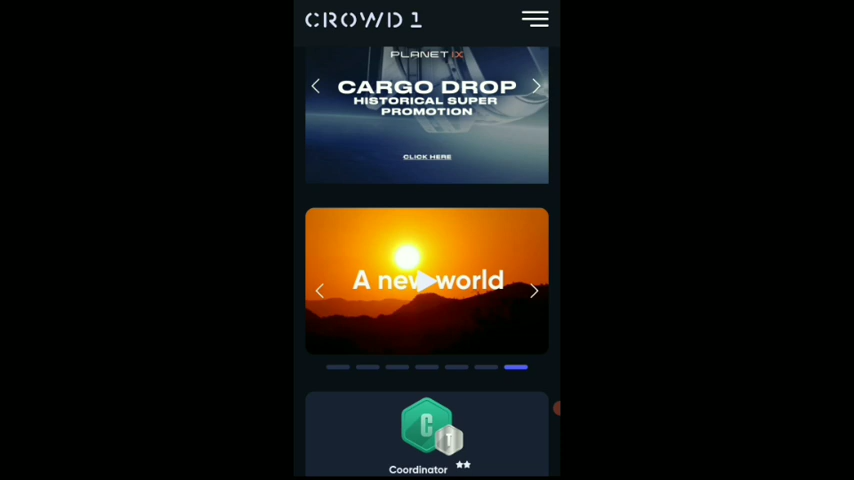 CROWD 1
PLANET IX
CARGO DROP
HISTORICAL SUPER
PROMOTION
CLICK HERE
A new world
C
T
Coordinator